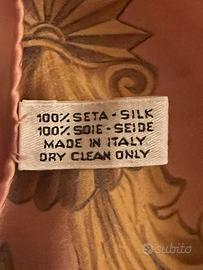 100% SETA - SILK
100% SOIE - SEIDE
MADE IN ITALY
DRY CLEAN ONLY
subito